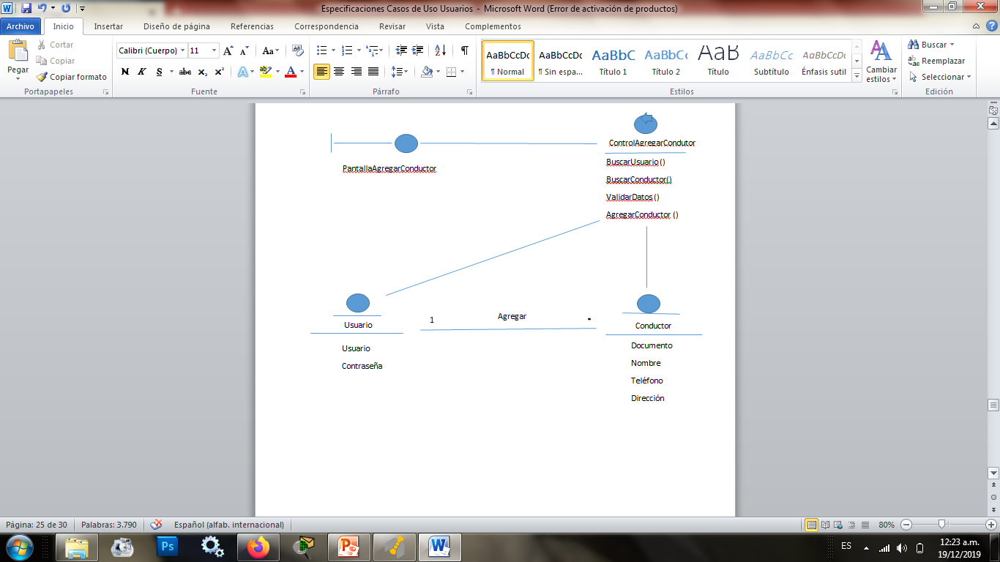 Especificaciones Casos de Uso Usuarios - Microsoft Word (Error de activación de productos)
Archivo Inicio Insertar Diseño de página Referencias Correspondencia Revisar Vista Complementos
Pegar
Cortar
Copiar
Copiar formato
Portapapeles
Calibri (Cuerpo) 11
N K S abc x₂ x²
Fuente
Párrafo
AaBbCcDc AaBbCcDc AaBbC AaBbCc AaB AaBbCc AaBbCcDc
¶ Normal ¶ Sin espa... Título 1 Título 2 Título Subtítulo Énfasis sutil
Cambiar estilos
Estilos
Buscar
Reemplazar
Seleccionar
Edición
ControlAgregarCondutor
PantallaAgregarConductor
BuscarUsuario ()
BuscarConductor()
ValidarDatos ()
AgregarConductor ()
Usuario
1 Agregar
Conductor
Usuario
Contraseña
Documento
Nombre
Teléfono
Dirección
Página: 25 de 30 Palabras: 3.790 Español (alfab. internacional) 80%
Ps
ES
12:23 a.m.
19/12/2019